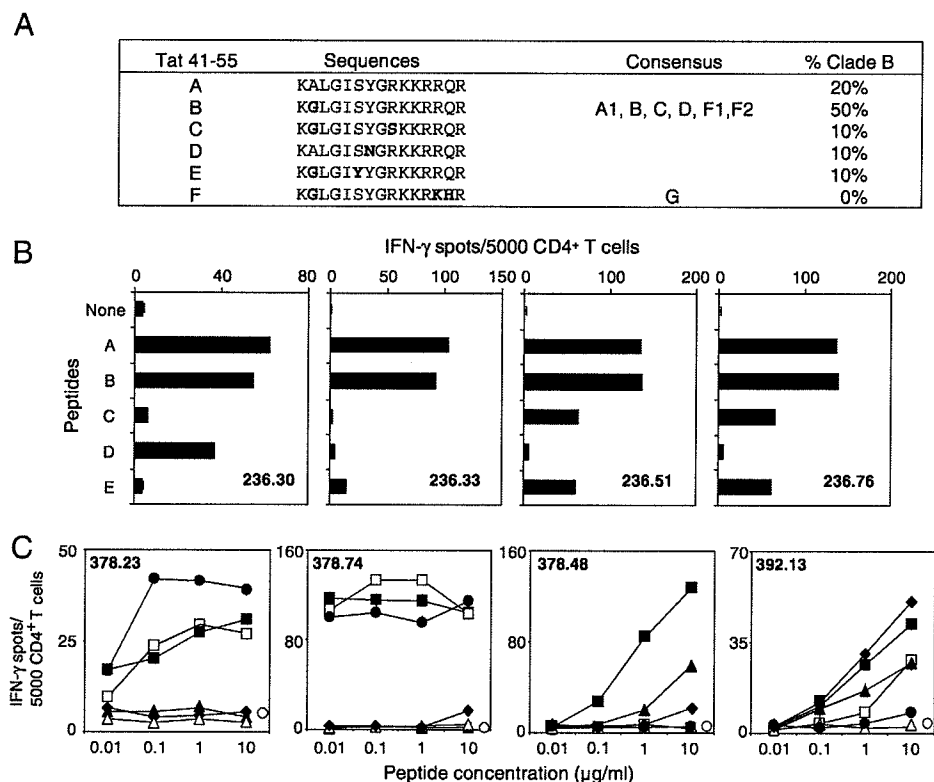 A
Tat 41-55 Sequences Consensus % Clade B
A KALGISYGRKKRRQR 20%
B KGLGISYGRKKRRQR A1, B, C, D, F1,F2 50%
C KGLGISYGSKKRRQR 10%
D KALGISNGRKKRRQR 10%
E KGLGIYYGRKKRRQR 10%
F KGLGISYGRKKRKHR G 0%
B
IFN-γ spots/5000 CD4+ T cells
0 40 80 0 50 100 150 0 100 200 0 100 200
Peptides
None
A
B
C
D
E
236.30 236.33 236.51 236.76
C
IFN-γ spots/
5000 CD4+ T cells
50
25
0
378.23
0.01 0.1 1 10
160
80
0
378.74
0.01 0.1 1 10
160
80
0
378.48
0.01 0.1 1 10
70
35
0
392.13
0.01 0.1 1 10
Peptide concentration (μg/ml)